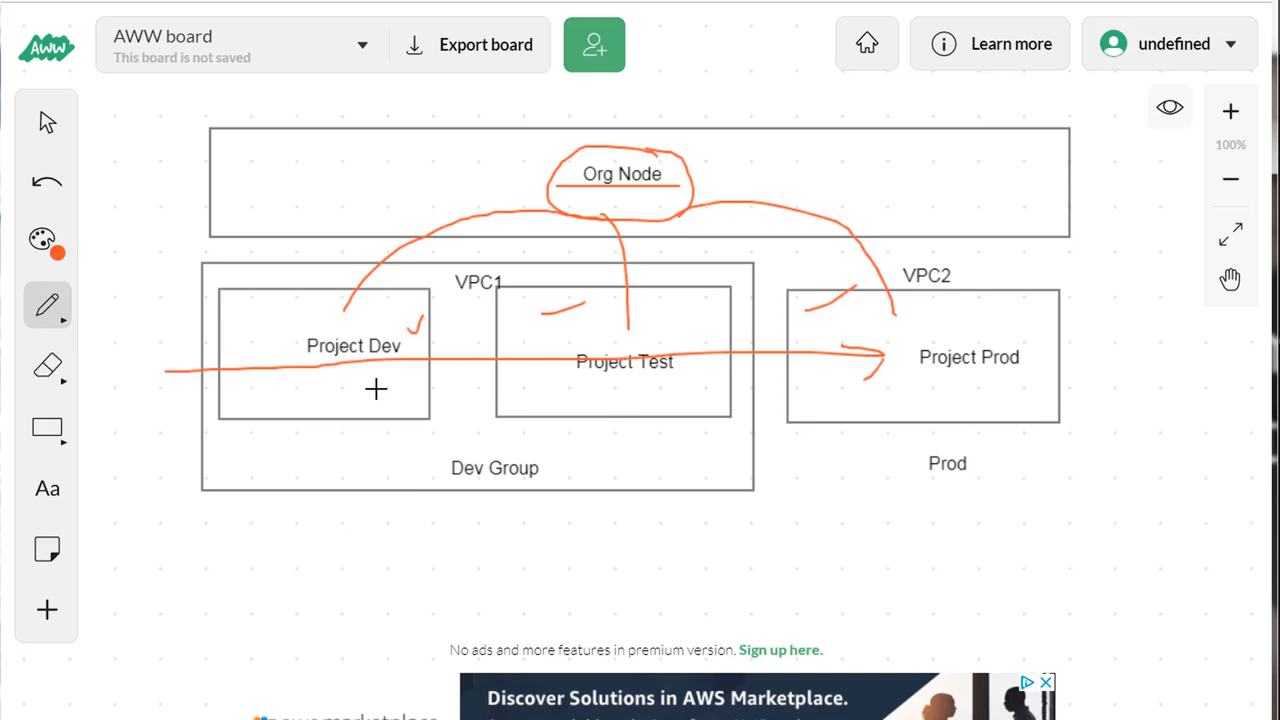 AWW
AWW board
This board is not saved
Export board
Learn more
undefined
100%
Org Node
VPC1
VPC2
Project Dev
Project Test
Project Prod
Dev Group
Prod
Aa
No ads and more features in premium version. Sign up here.
Discover Solutions in AWS Marketplace.